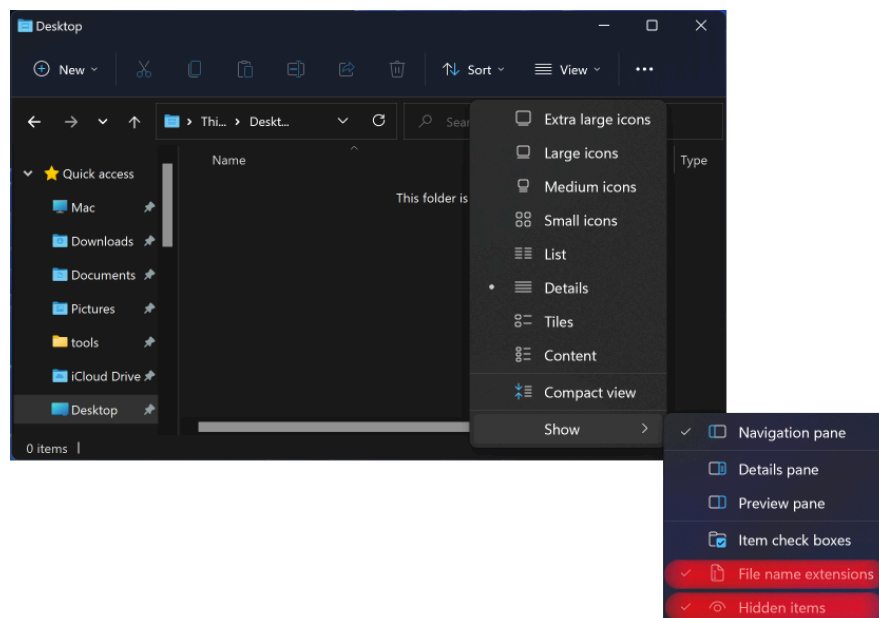 Desktop
New
Sort
View
Thi...
Deskt...
Sear
Name
Type
This folder is
Quick access
Mac
Downloads
Documents
Pictures
tools
iCloud Drive
Desktop
0 items
Extra large icons
Large icons
Medium icons
Small icons
List
Details
Tiles
Content
Compact view
Show
Navigation pane
Details pane
Preview pane
Item check boxes
File name extensions
Hidden items